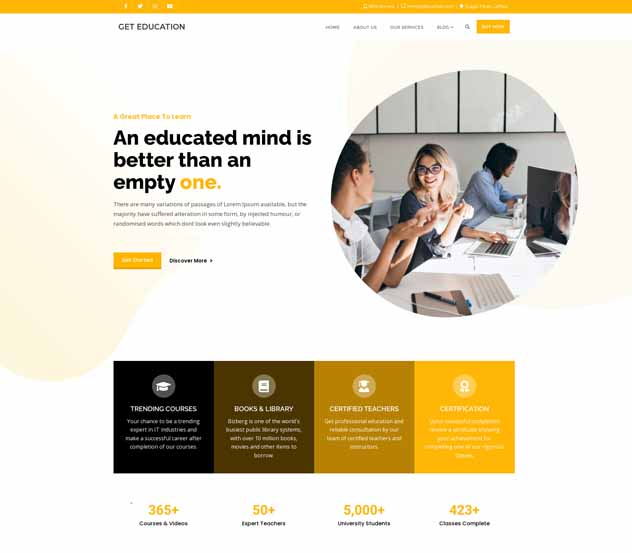 GET EDUCATION
HOME ABOUT US OUR SERVICES BLOG
BUY NOW
A Great Place To Learn
An educated mind is
better than an
empty one.
There are many variations of passages of Lorem Ipsum available, but the
majority have suffered alteration in some form, by injected humour, or
randomised words which dont look even slightly believable.
Get Started
Discover More >
TRENDING COURSES
Your chance to be a trending
expert in IT industries and
make a successful career after
completion of our courses.
BOOKS & LIBRARY
Bizberg is one of the world's
busiest public library systems,
with over 10 million books,
movies and other items to
borrow.
CERTIFIED TEACHERS
Get professional education and
reliable consultation by our
team of certified teachers and
instructors.
CERTIFICATION
Upon successful completion
receive a certificate showing
your achievement for
completing one of our rigorous
classes.
365+
Courses & Videos
50+
Expert Teachers
5,000+
University Students
423+
Classes Complete